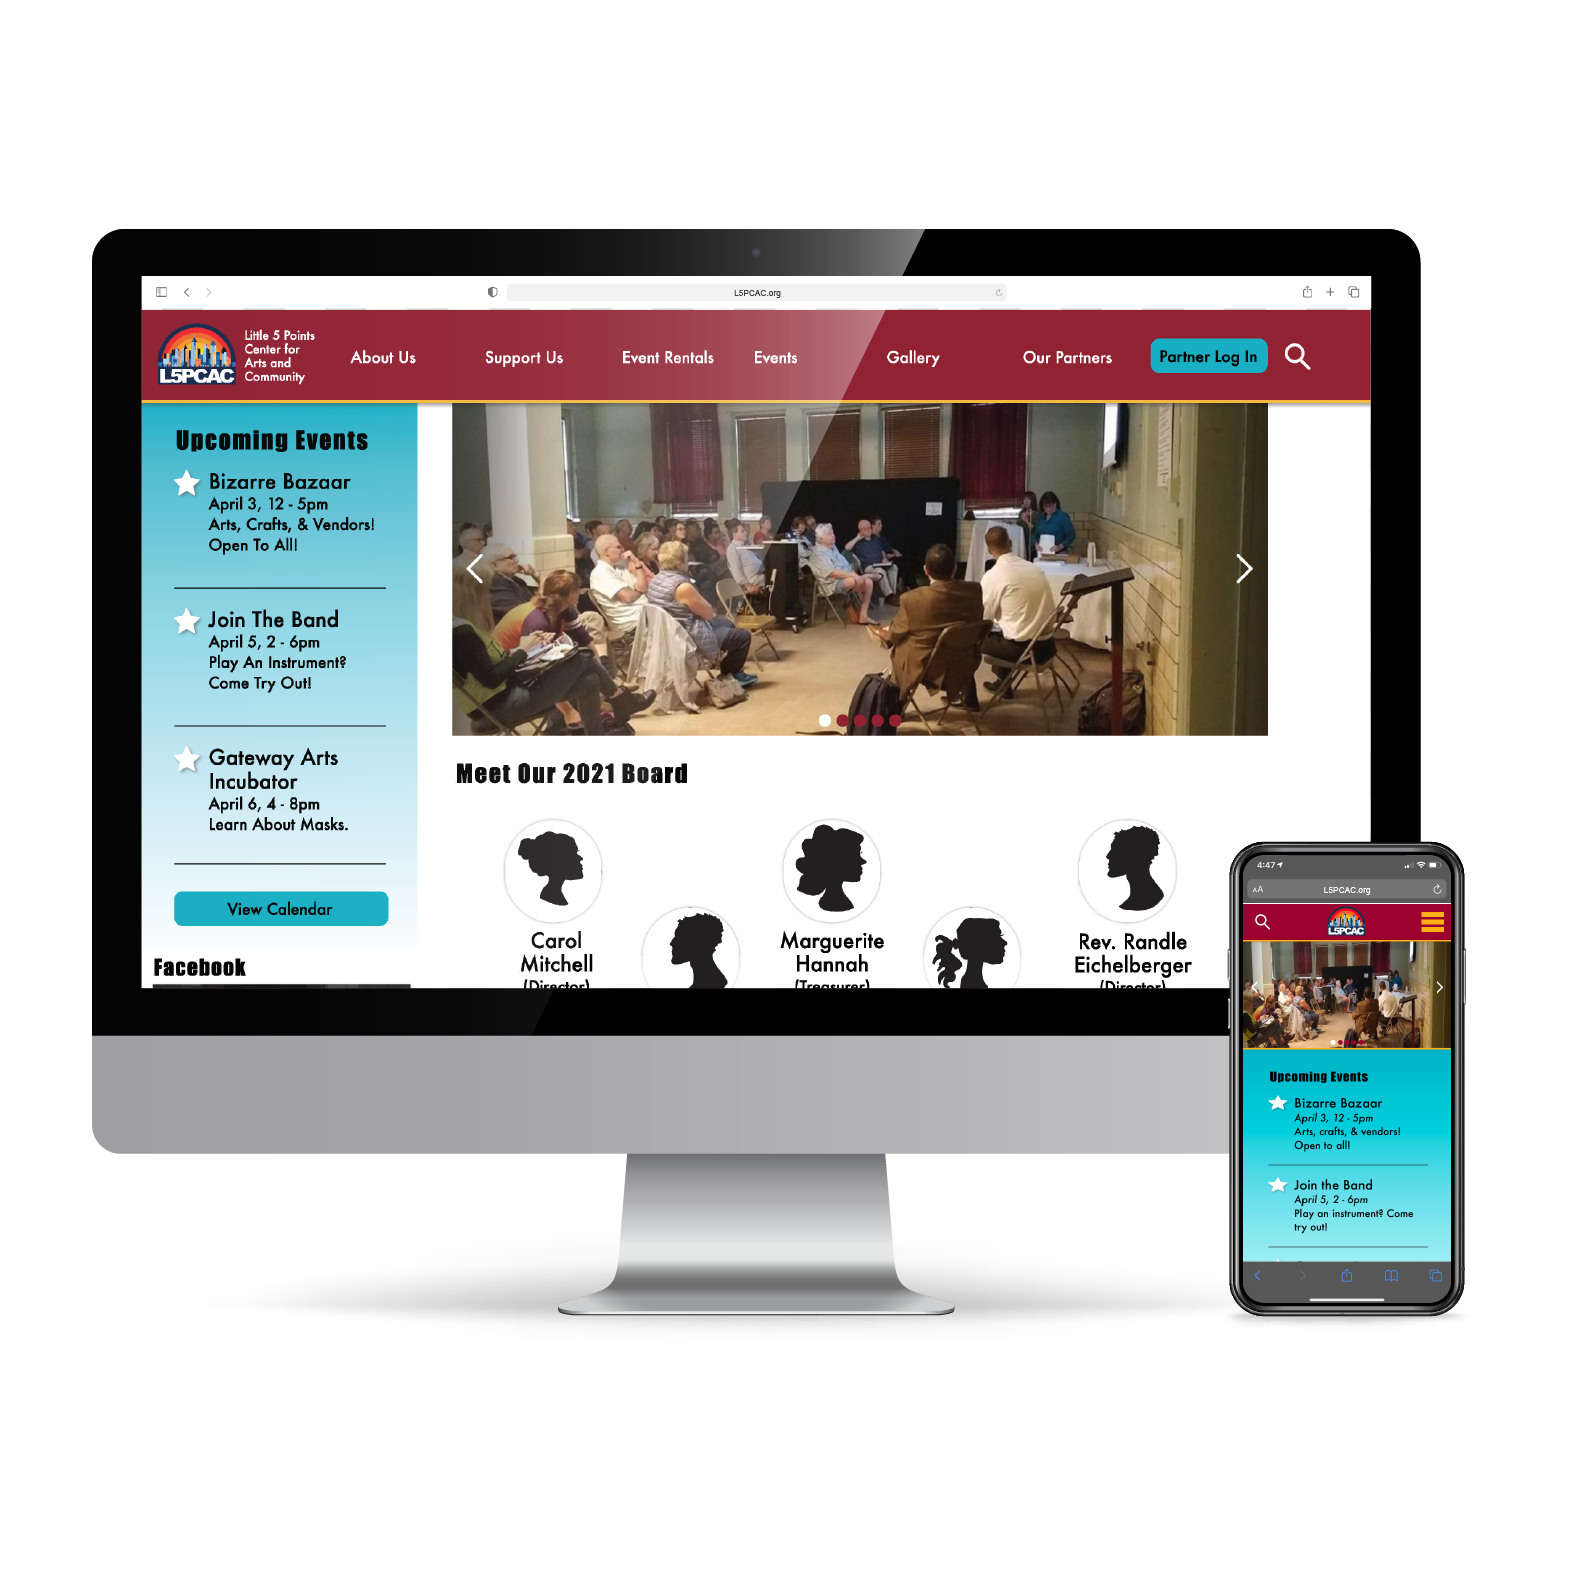 L5PCAC.org
L5PCAC
Little 5 Points
Center for
Arts and
Community
About Us
Support Us
Event Rentals
Events
Gallery
Our Partners
Partner Log In
Upcoming Events
Bizarre Bazaar
April 3, 12 - 5pm
Arts, Crafts, & Vendors!
Open To All!
Join The Band
April 5, 2 - 6pm
Play An Instrument?
Come Try Out!
Gateway Arts
Incubator
April 6, 4 - 8pm
Learn About Masks.
View Calendar
Facebook
Meet Our 2021 Board
Carol
Mitchell
(Director)
Marguerite
Hannah
(Treasurer)
Rev. Randle
Eichelberger
(Director)
4:47
AA
L5PCAC.org
L5PCAC
Upcoming Events
Bizarre Bazaar
April 3, 12 - 5pm
Arts, crafts, & vendors!
Open to all!
Join the Band
April 5, 2 - 6pm
Play an instrument? Come
try out!